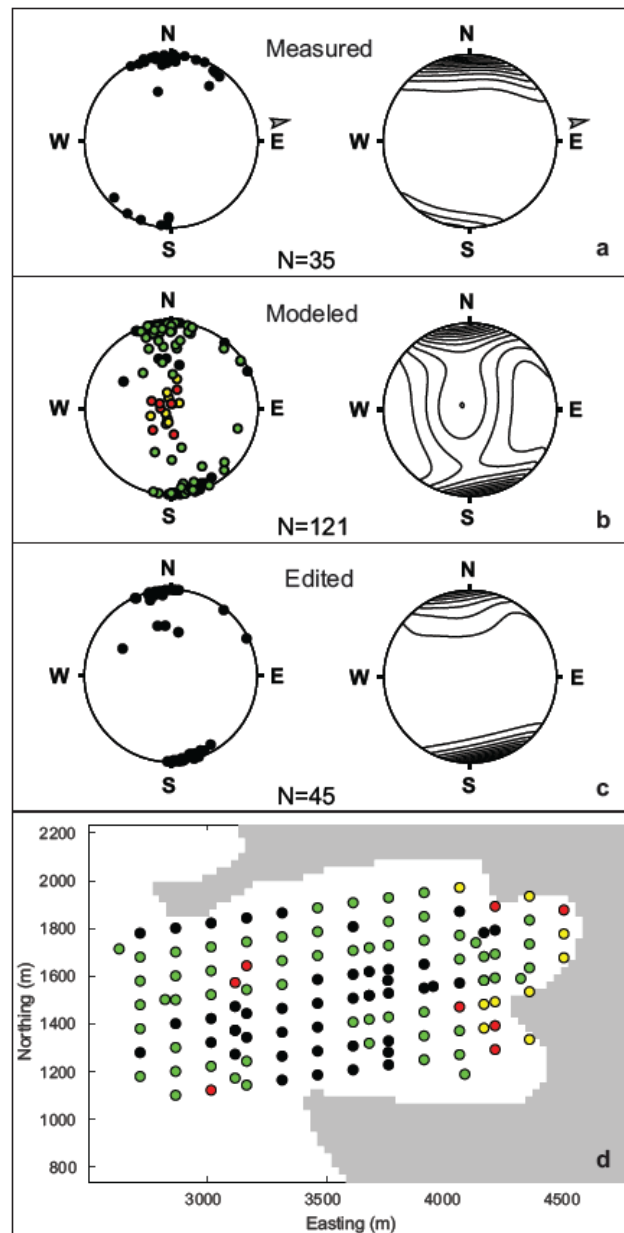 N N
Measured
W E W E
S S
N=35 a
N N
Modeled
W E W E
S S
N=121 b
N N
Edited
W E W E
S S
N=45 c
2200
2000
1800
1600
1400
1200
1000
800
Northing (m)
d
3000 3500 4000 4500
Easting (m)